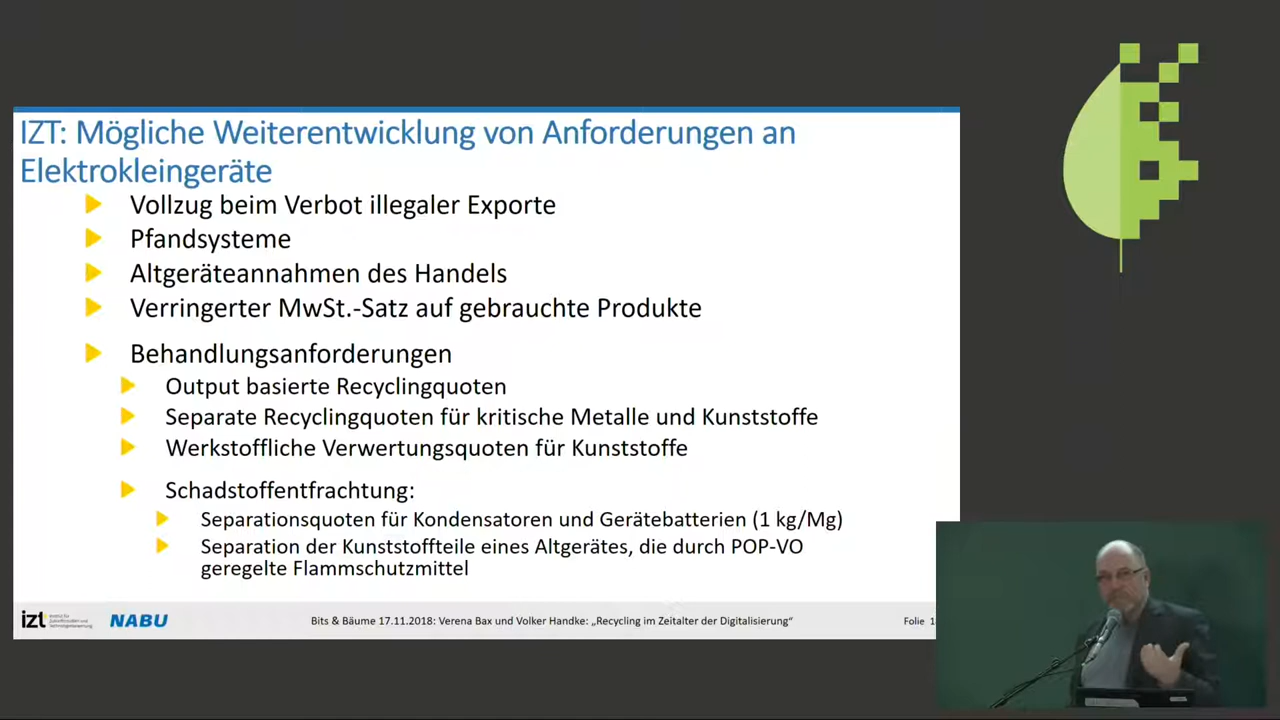 IZT: Mögliche Weiterentwicklung von Anforderungen an
Elektrokleingeräte
Vollzug beim Verbot illegaler Exporte
Pfandsysteme
Altgeräteannahmen des Handels
Verringerter MwSt.-Satz auf gebrauchte Produkte
Behandlungsanforderungen
Output basierte Recyclingquoten
Separate Recyclingquoten für kritische Metalle und Kunststoffe
Werkstoffliche Verwertungsquoten für Kunststoffe
Schadstoffentfrachtung:
Separationsquoten für Kondensatoren und Gerätebatterien (1 kg/Mg)
Separation der Kunststoffteile eines Altgerätes, die durch POP-VO
geregelte Flammschutzmittel
izt
NABU
Bits & Bäume 17.11.2018: Verena Bax und Volker Handke: „Recycling im Zeitalter der Digitalisierung“
Folie